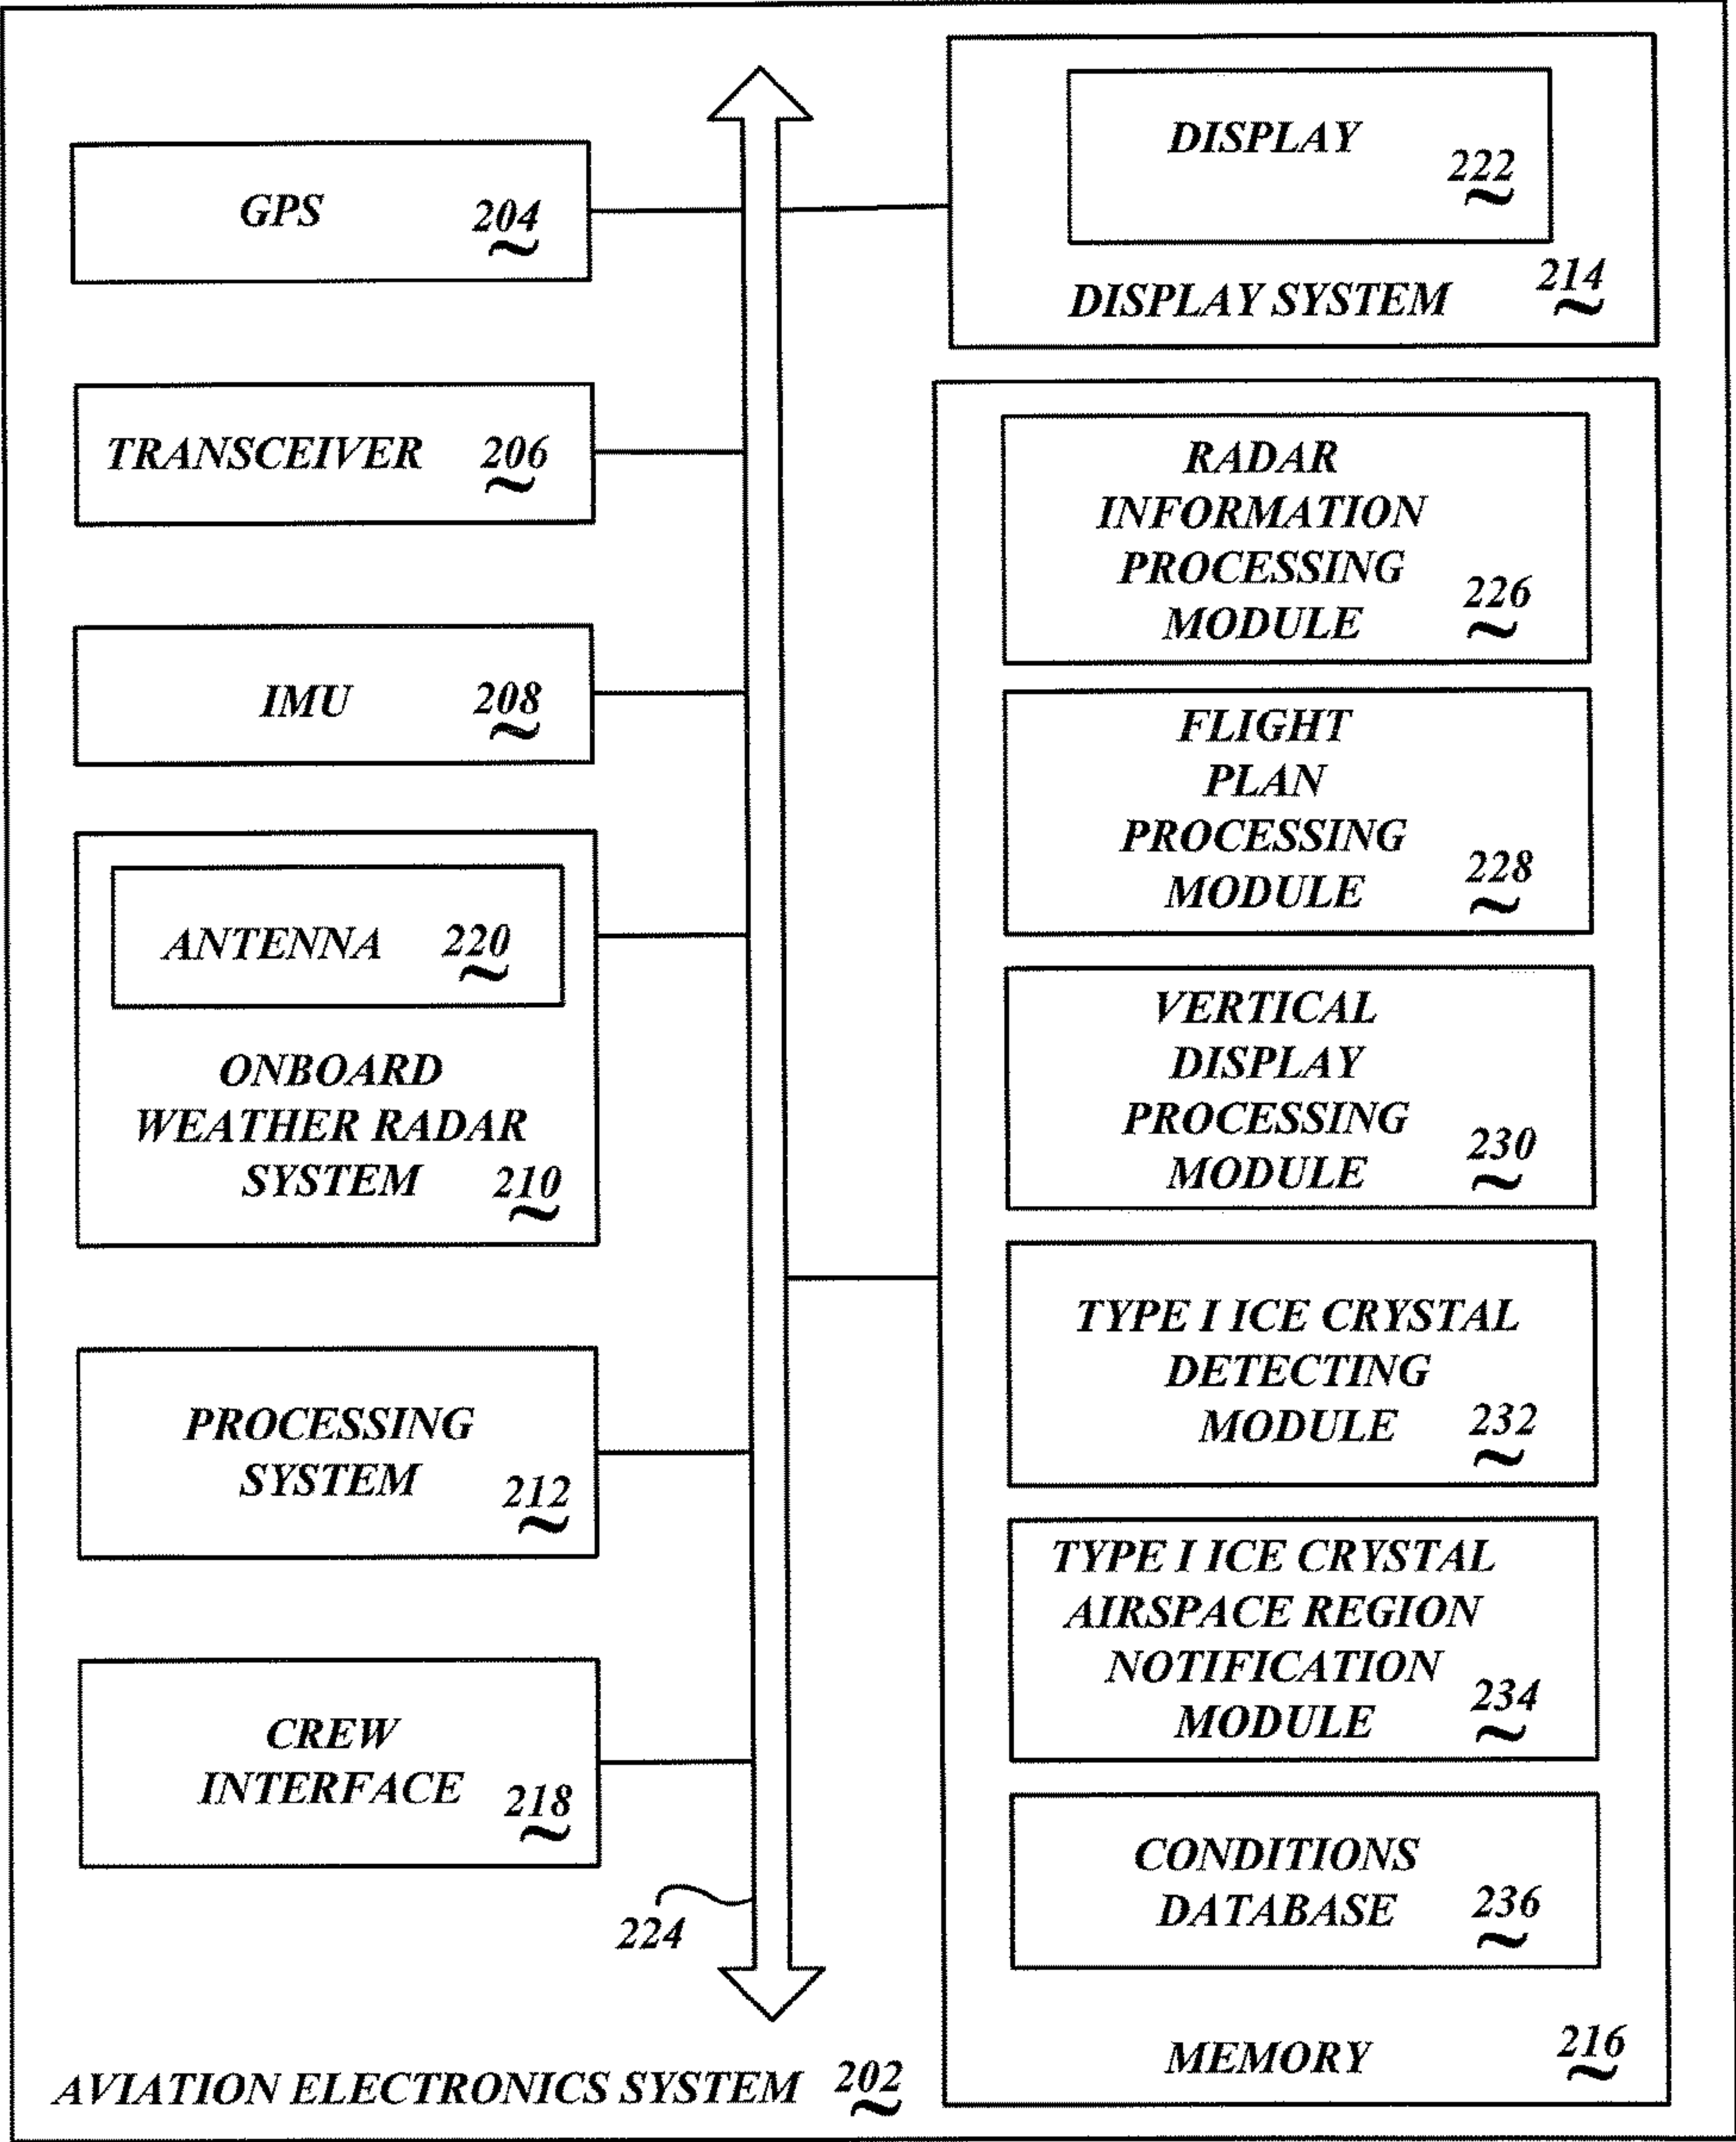 GPS 204
TRANSCEIVER 206
IMU 208
ANTENNA 220
ONBOARD
WEATHER RADAR
SYSTEM 210
PROCESSING
SYSTEM 212
CREW
INTERFACE 218
224
AVIATION ELECTRONICS SYSTEM 202
DISPLAY 222
DISPLAY SYSTEM 214
RADAR
INFORMATION
PROCESSING
MODULE 226
FLIGHT
PLAN
PROCESSING
MODULE 228
VERTICAL
DISPLAY
PROCESSING
MODULE 230
TYPE I ICE CRYSTAL
DETECTING
MODULE 232
TYPE I ICE CRYSTAL
AIRSPACE REGION
NOTIFICATION
MODULE 234
CONDITIONS
DATABASE 236
MEMORY 216